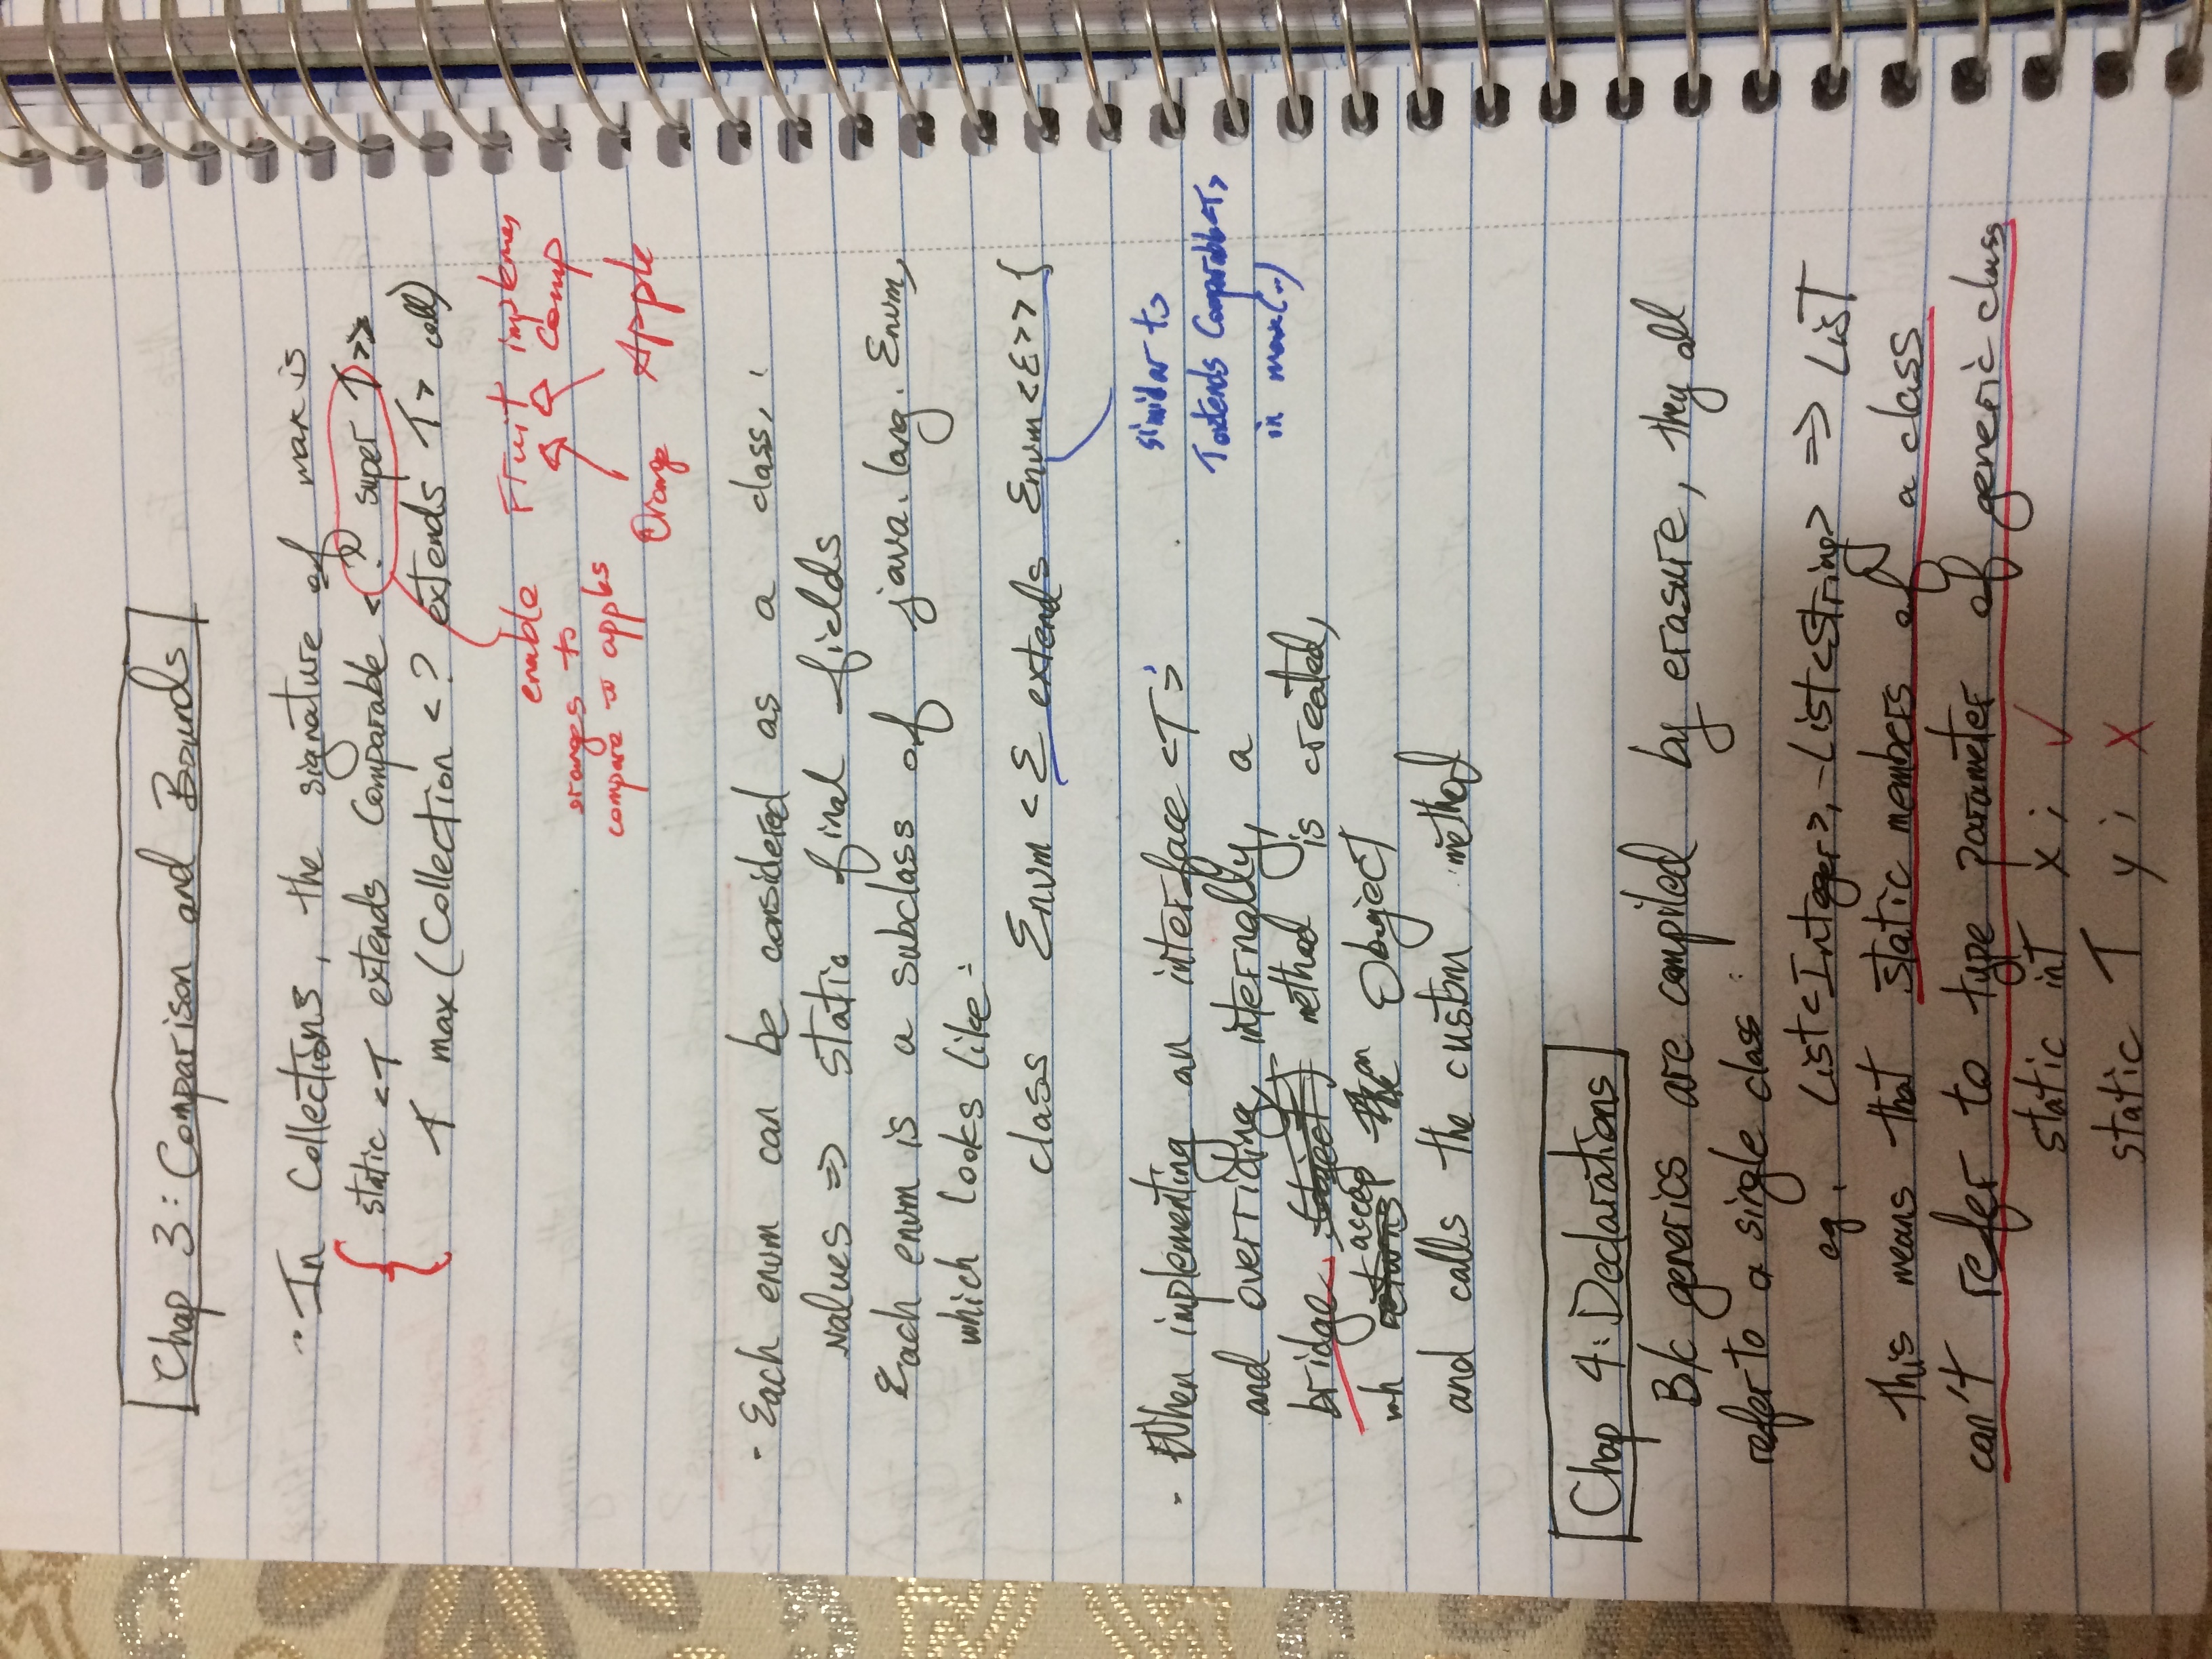 Chap 3: Comparison and Bounds
- In Collections, the signature of max is
{ static <T extends Comparable <? super T>>
T max (Collection <? extends T> coll)
enable
oranges to
compare to apples
Fruit implemens
Comp
Orange Apple
- Each enum can be considered as a class,
values => static final fields
Each enum is a subclass of java.lang.Enum,
which looks like:
class Enum <E extends Enum<E>> {
similar to
T extends Comparable<T>
in max(..)
- When implementing an interface <T>
and overriding, internally, a
bridge method is created,
wh accep an Object
and calls the custom method
Chap 4: Declarations
B/c generics are compiled by erasure, they all
refer to a single class:
eg. List<Integer>, List<String> => List
This means that static members of a class
can't refer to type parameter of generic class
static int x; ✓
static T y; X